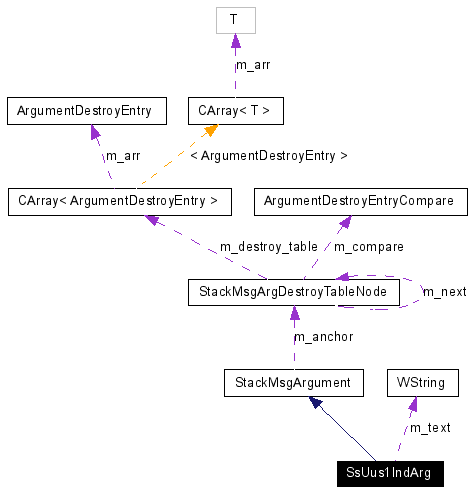 T
m_arr
ArgumentDestroyEntry
CArray< T >
m_arr
< ArgumentDestroyEntry >
CArray< ArgumentDestroyEntry >
ArgumentDestroyEntryCompare
m_destroy_table
m_compare
StackMsgArgDestroyTableNode
m_next
m_anchor
StackMsgArgument
WString
m_text
SsUus1IndArg